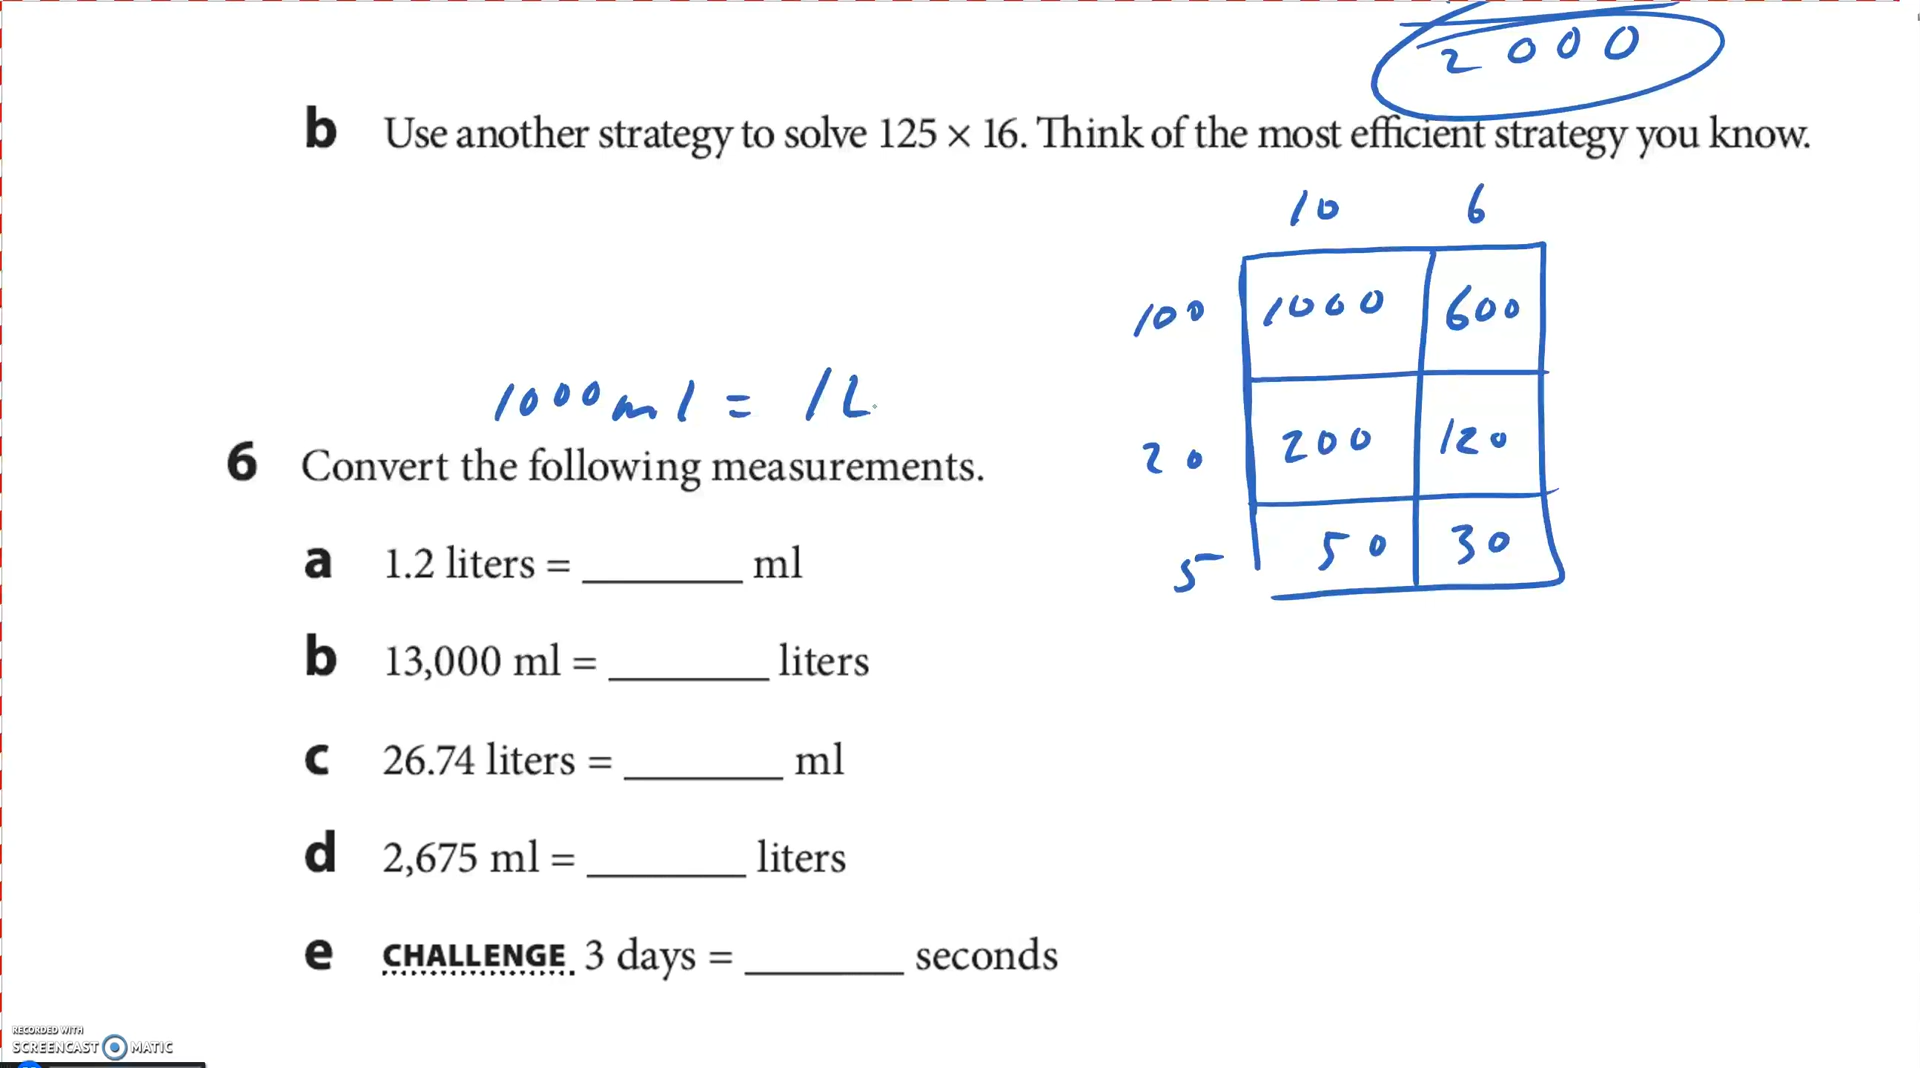 2000
b Use another strategy to solve 125 × 16. Think of the most efficient strategy you know.
10 6
100 1000 600
20 200 120
5 50 30
1000ml = 1L
6 Convert the following measurements.
a 1.2 liters = ________ ml
b 13,000 ml = ________ liters
c 26.74 liters = ________ ml
d 2,675 ml = ________ liters
e CHALLENGE 3 days = ________ seconds
RECORDED WITH
SCREENCAST MATIC